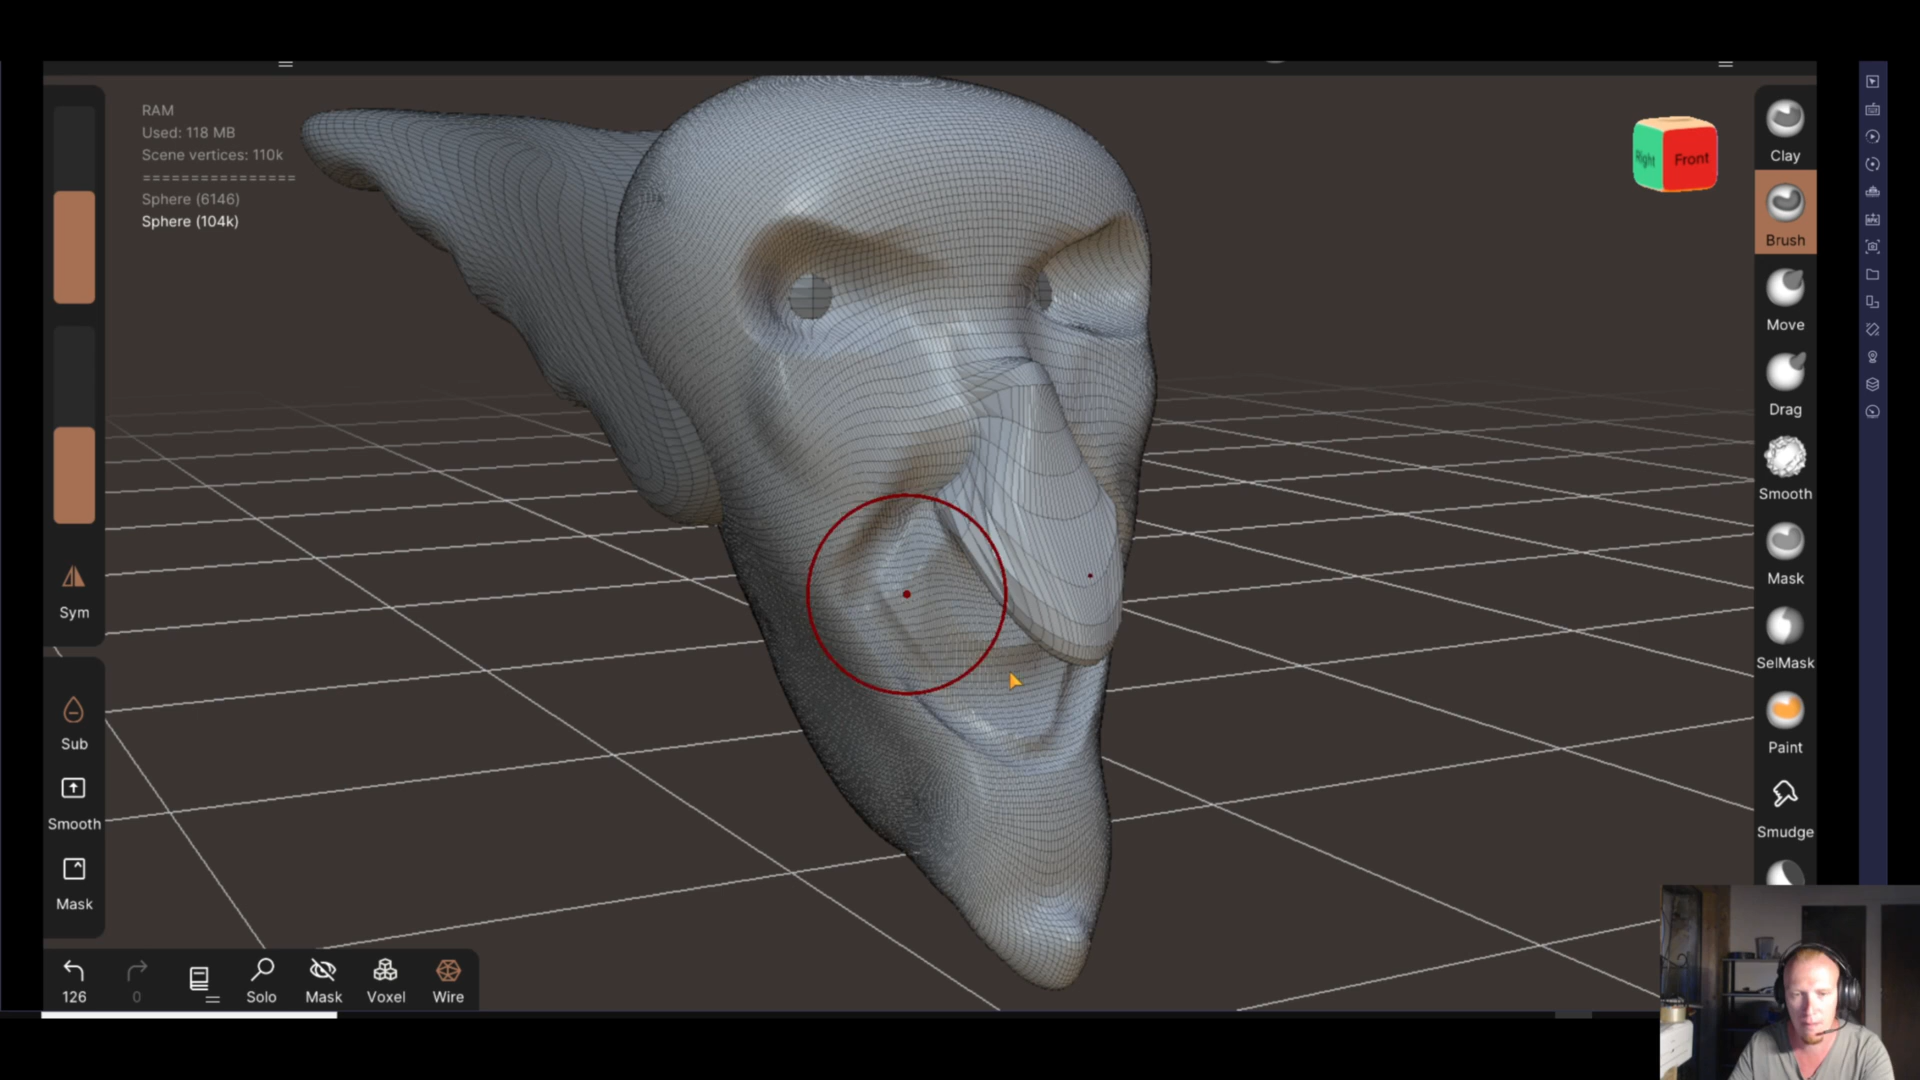 RAM
Used: 118 MB
Scene vertices: 110k
================
Sphere (6146)
Sphere (104k)
Sym
Sub
Smooth
Mask
126
0
Solo
Mask
Voxel
Wire
Right
Front
Clay
Brush
Move
Drag
Smooth
Mask
SelMask
Paint
Smudge